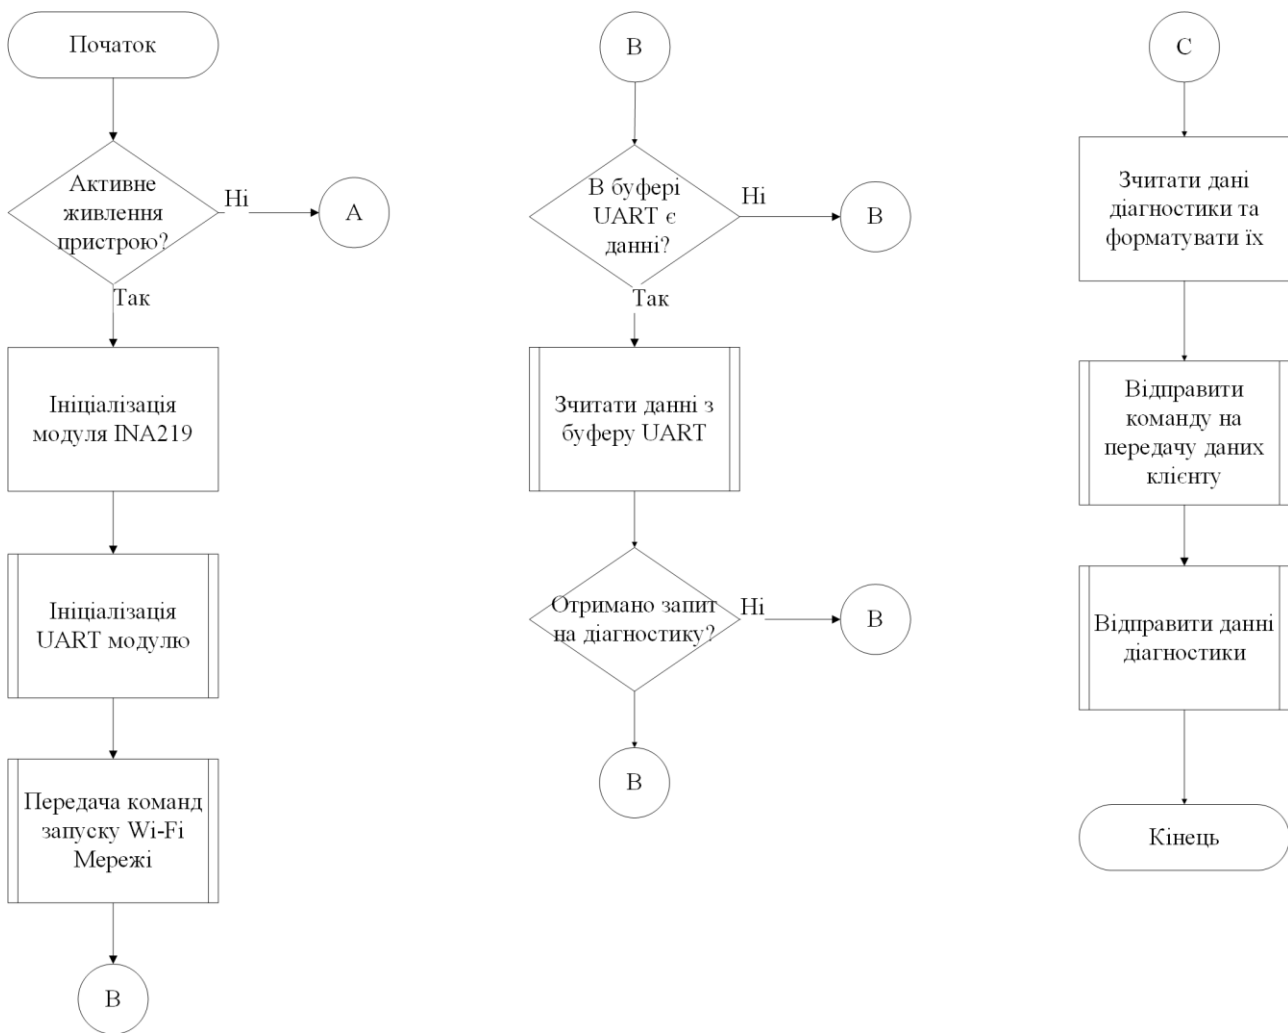 Початок
Активне
живлення
пристрою?
Ні
А
Так
Ініціалізація
модуля INA219
Ініціалізація
UART модулю
Передача команд
запуску Wi-Fi
Мережі
В
В
В буфері
UART є
данні?
Ні
В
Так
Зчитати данні з
буферу UART
Отримано запит
на діагностику?
Ні
В
В
С
Зчитати дані
діагностики та
форматувати їх
Відправити
команду на
передачу даних
клієнту
Відправити данні
діагностики
Кінець